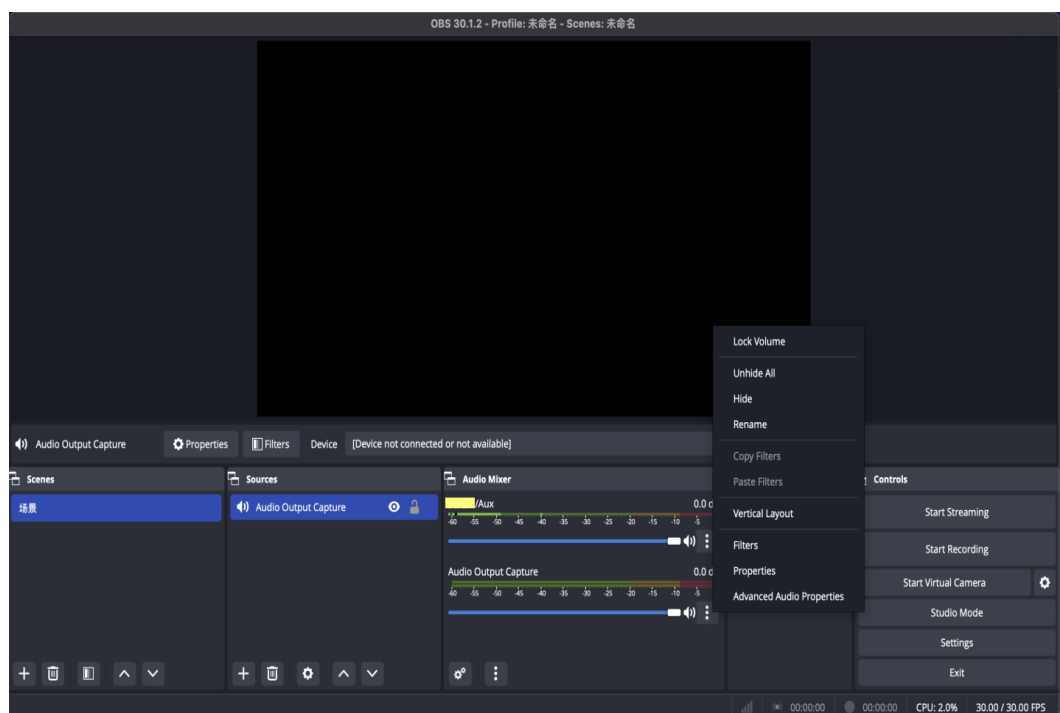 OBS 30.1.2 - Profile: 未命名 - Scenes: 未命名
Lock Volume
Unhide All
Hide
Rename
Copy Filters
Paste Filters
Vertical Layout
Filters
Properties
Advanced Audio Properties
Audio Output Capture
Properties
Filters
Device
[Device not connected or not available]
Scenes
场景
Sources
Audio Output Capture
Audio Mixer
/Aux 0.0 d
-60 -55 -50 -45 -40 -35 -30 -25 -20 -15 -10 -5
Audio Output Capture 0.0 d
-60 -55 -50 -45 -40 -35 -30 -25 -20 -15 -10 -5
Controls
Start Streaming
Start Recording
Start Virtual Camera
Studio Mode
Settings
Exit
00:00:00 00:00:00 CPU: 2.0% 30.00 / 30.00 FPS